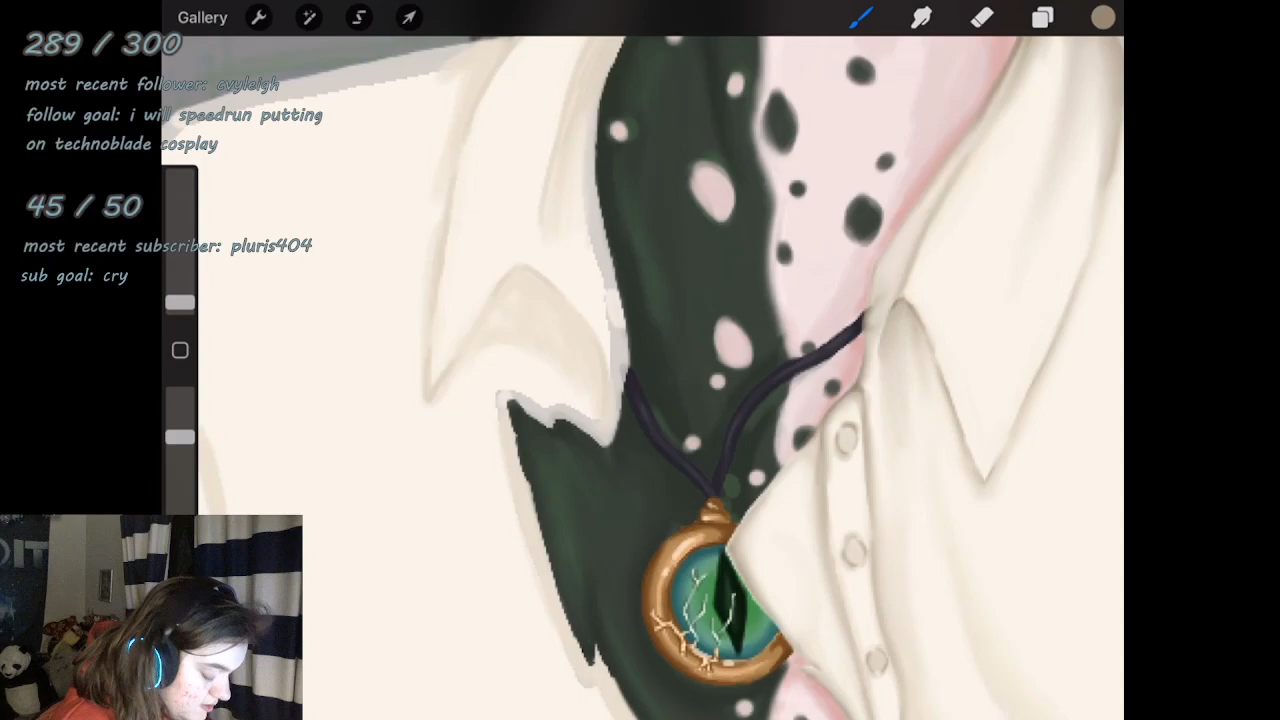 Gallery
289 / 300
most recent follower: cvyleigh
follow goal: i will speedrun putting
on technoblade cosplay
45 / 50
most recent subscriber: pluris404
sub goal: cry